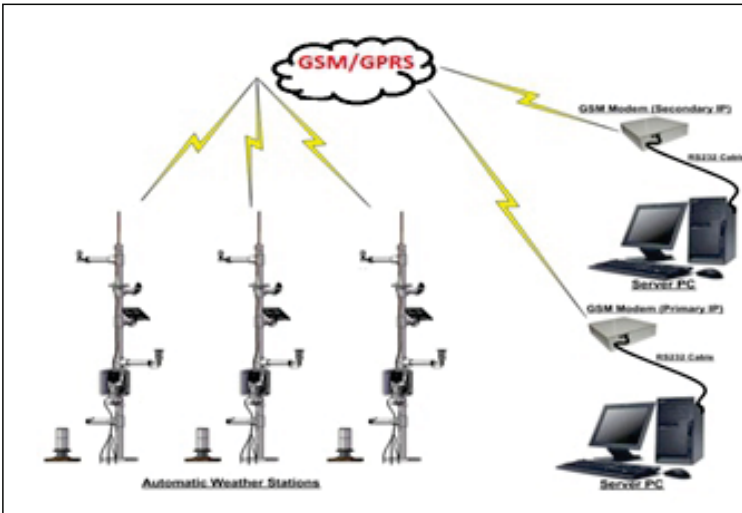 GSM/GPRS
GSM Modem (Secondary IP)
RS232 Cable
Server PC
GSM Modem (Primary IP)
RS232 Cable
Server PC
Automatic Weather Stations